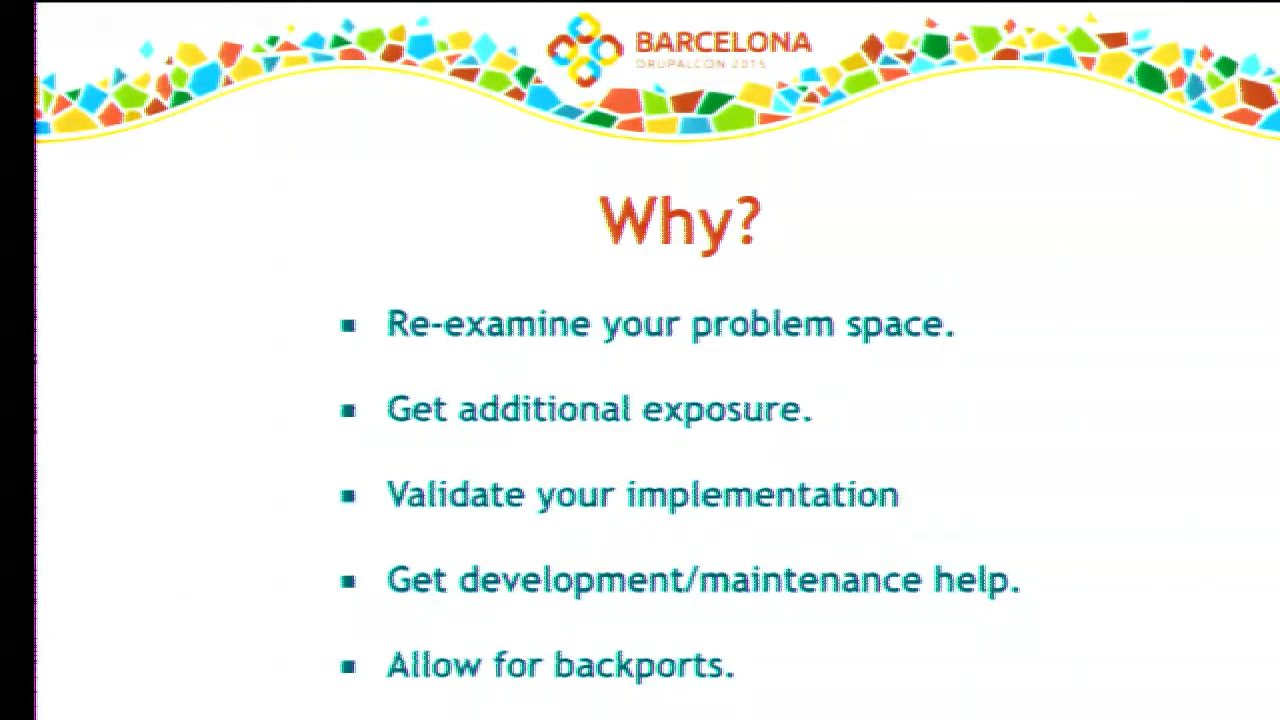 BARCELONA
DRUPALCON 2015
Why?
Re-examine your problem space.
Get additional exposure.
Validate your implementation
Get development/maintenance help.
Allow for backports.